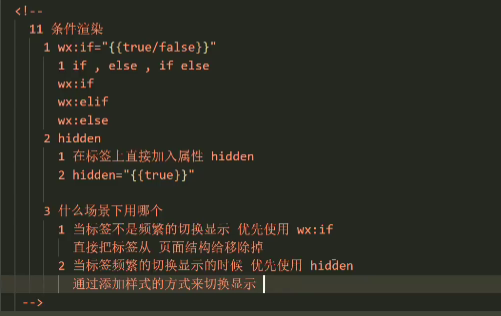 <!--
11 条件渲染
1 wx:if="{{true/false}}"
1 if , else , if else
wx:if
wx:elif
wx:else
2 hidden
1 在标签上直接加入属性 hidden
2 hidden="{{true}}"
3 什么场景下用哪个
1 当标签不是频繁的切换显示 优先使用 wx:if
直接把标签从 页面结构给移除掉
2 当标签频繁的切换显示的时候 优先使用 hidden
通过添加样式的方式来切换显示
-->